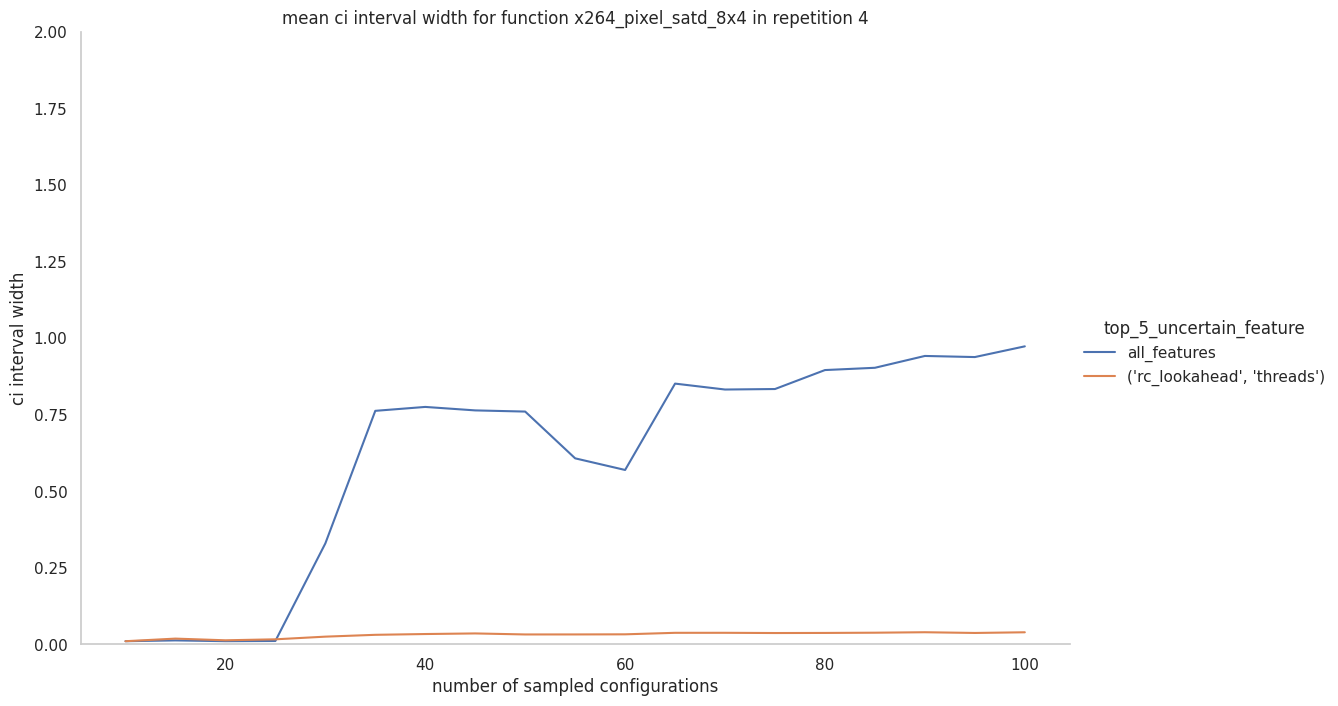 mean ci interval width for function x264_pixel_satd_8x4 in repetition 4
2.00
1.75
1.50
1.25
1.00
0.75
0.50
0.25
0.00
ci interval width
20
40
60
80
100
number of sampled configurations
top_5_uncertain_feature
all_features
('rc_lookahead', 'threads')